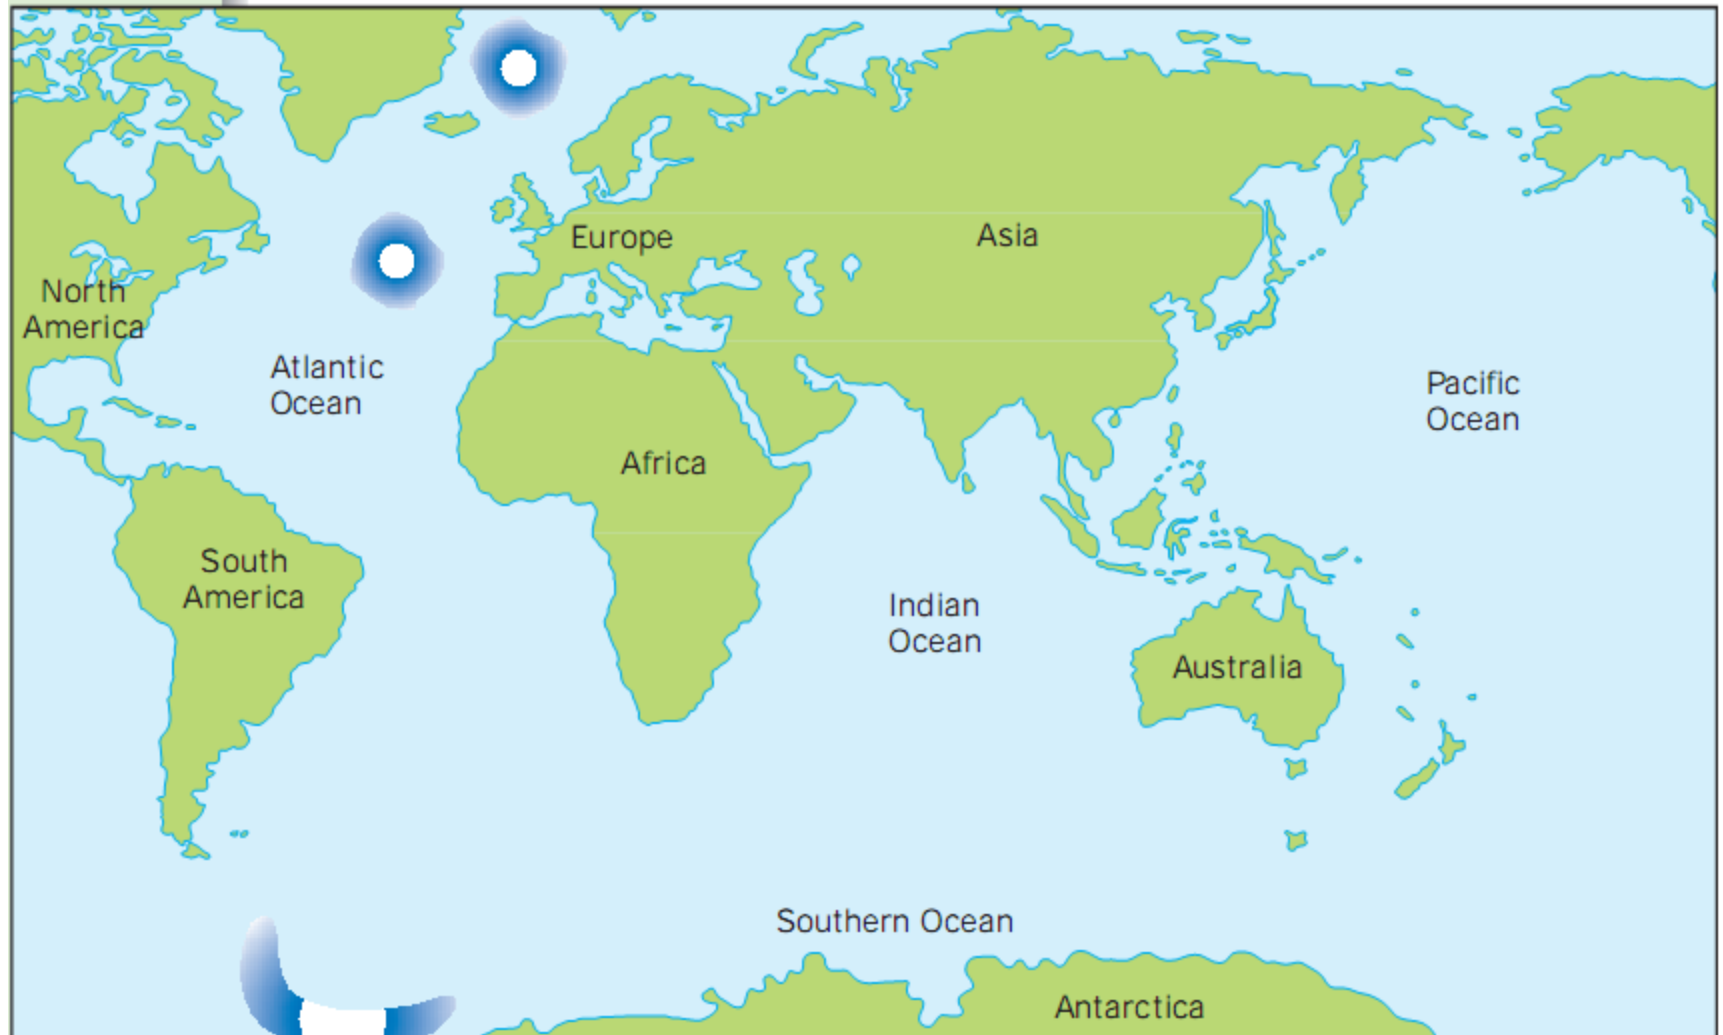 Europe
Asia
North
America
Atlantic
Ocean
Pacific
Ocean
Africa
South
America
Indian
Ocean
Australia
Southern Ocean
Antarctica